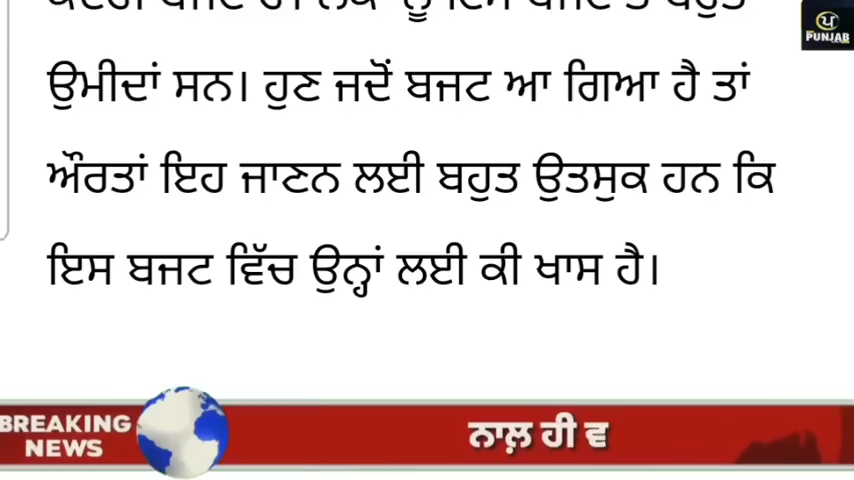 ਉਮੀਦਾਂ ਸਨ। ਹੁਣ ਜਦੋਂ ਬਜਟ ਆ ਗਿਆ ਹੈ ਤਾਂ
ਔਰਤਾਂ ਇਹ ਜਾਣਨ ਲਈ ਬਹੁਤ ਉਤਸੁਕ ਹਨ ਕਿ
ਇਸ ਬਜਟ ਵਿੱਚ ਉਨ੍ਹਾਂ ਲਈ ਕੀ ਖਾਸ ਹੈ।
ਪੰ
PUNJAB
BREAKING
NEWS
ਨਾਲ਼ ਹੀ ਵ